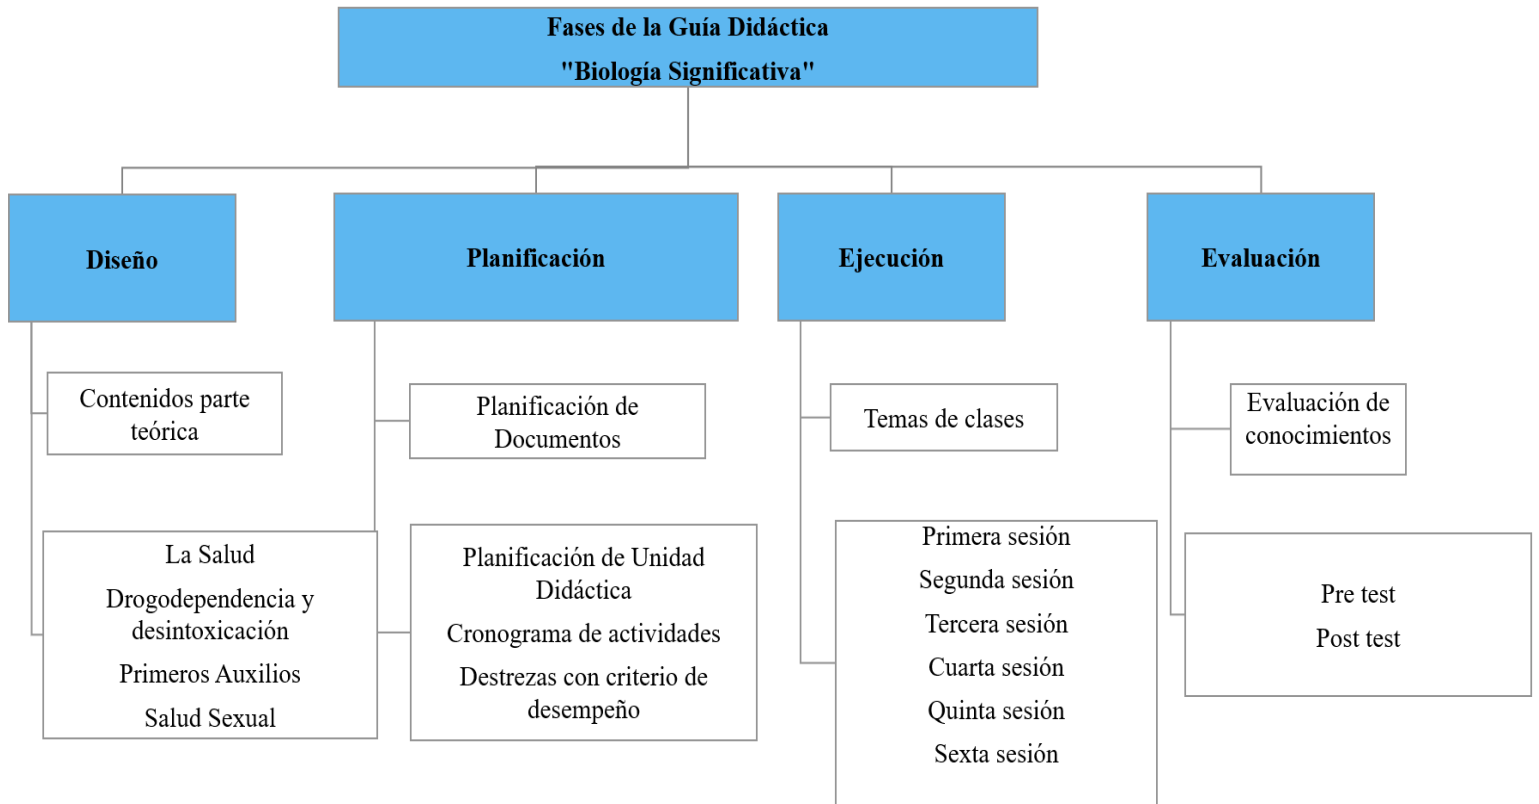 Fases de la Guía Didáctica
"Biología Significativa"
Diseño
Planificación
Ejecución
Evaluación
Contenidos parte
teórica
Planificación de
Documentos
Temas de clases
Evaluación de
conocimientos
La Salud
Drogodependencia y
desintoxicación
Primeros Auxilios
Salud Sexual
Planificación de Unidad
Didáctica
Cronograma de actividades
Destrezas con criterio de
desempeño
Primera sesión
Segunda sesión
Tercera sesión
Cuarta sesión
Quinta sesión
Sexta sesión
Pre test
Post test